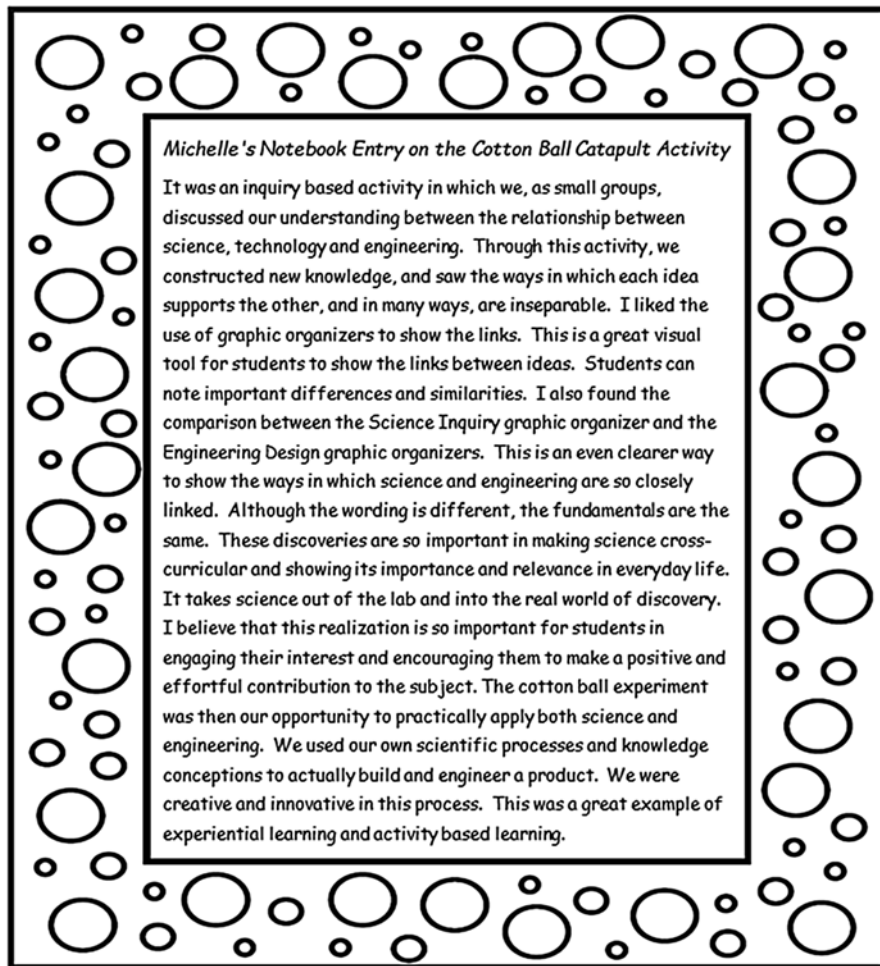 Michelle's Notebook Entry on the Cotton Ball Catapult Activity
It was an inquiry based activity in which we, as small groups,
discussed our understanding between the relationship between
science, technology and engineering. Through this activity, we
constructed new knowledge, and saw the ways in which each idea
supports the other, and in many ways, are inseparable. I liked the
use of graphic organizers to show the links. This is a great visual
tool for students to show the links between ideas. Students can
note important differences and similarities. I also found the
comparison between the Science Inquiry graphic organizer and the
Engineering Design graphic organizers. This is an even clearer way
to show the ways in which science and engineering are so closely
linked. Although the wording is different, the fundamentals are the
same. These discoveries are so important in making science cross-
curricular and showing its importance and relevance in everyday life.
It takes science out of the lab and into the real world of discovery.
I believe that this realization is so important for students in
engaging their interest and encouraging them to make a positive and
effortful contribution to the subject. The cotton ball experiment
was then our opportunity to practically apply both science and
engineering. We used our own scientific processes and knowledge
conceptions to actually build and engineer a product. We were
creative and innovative in this process. This was a great example of
experiential learning and activity based learning.